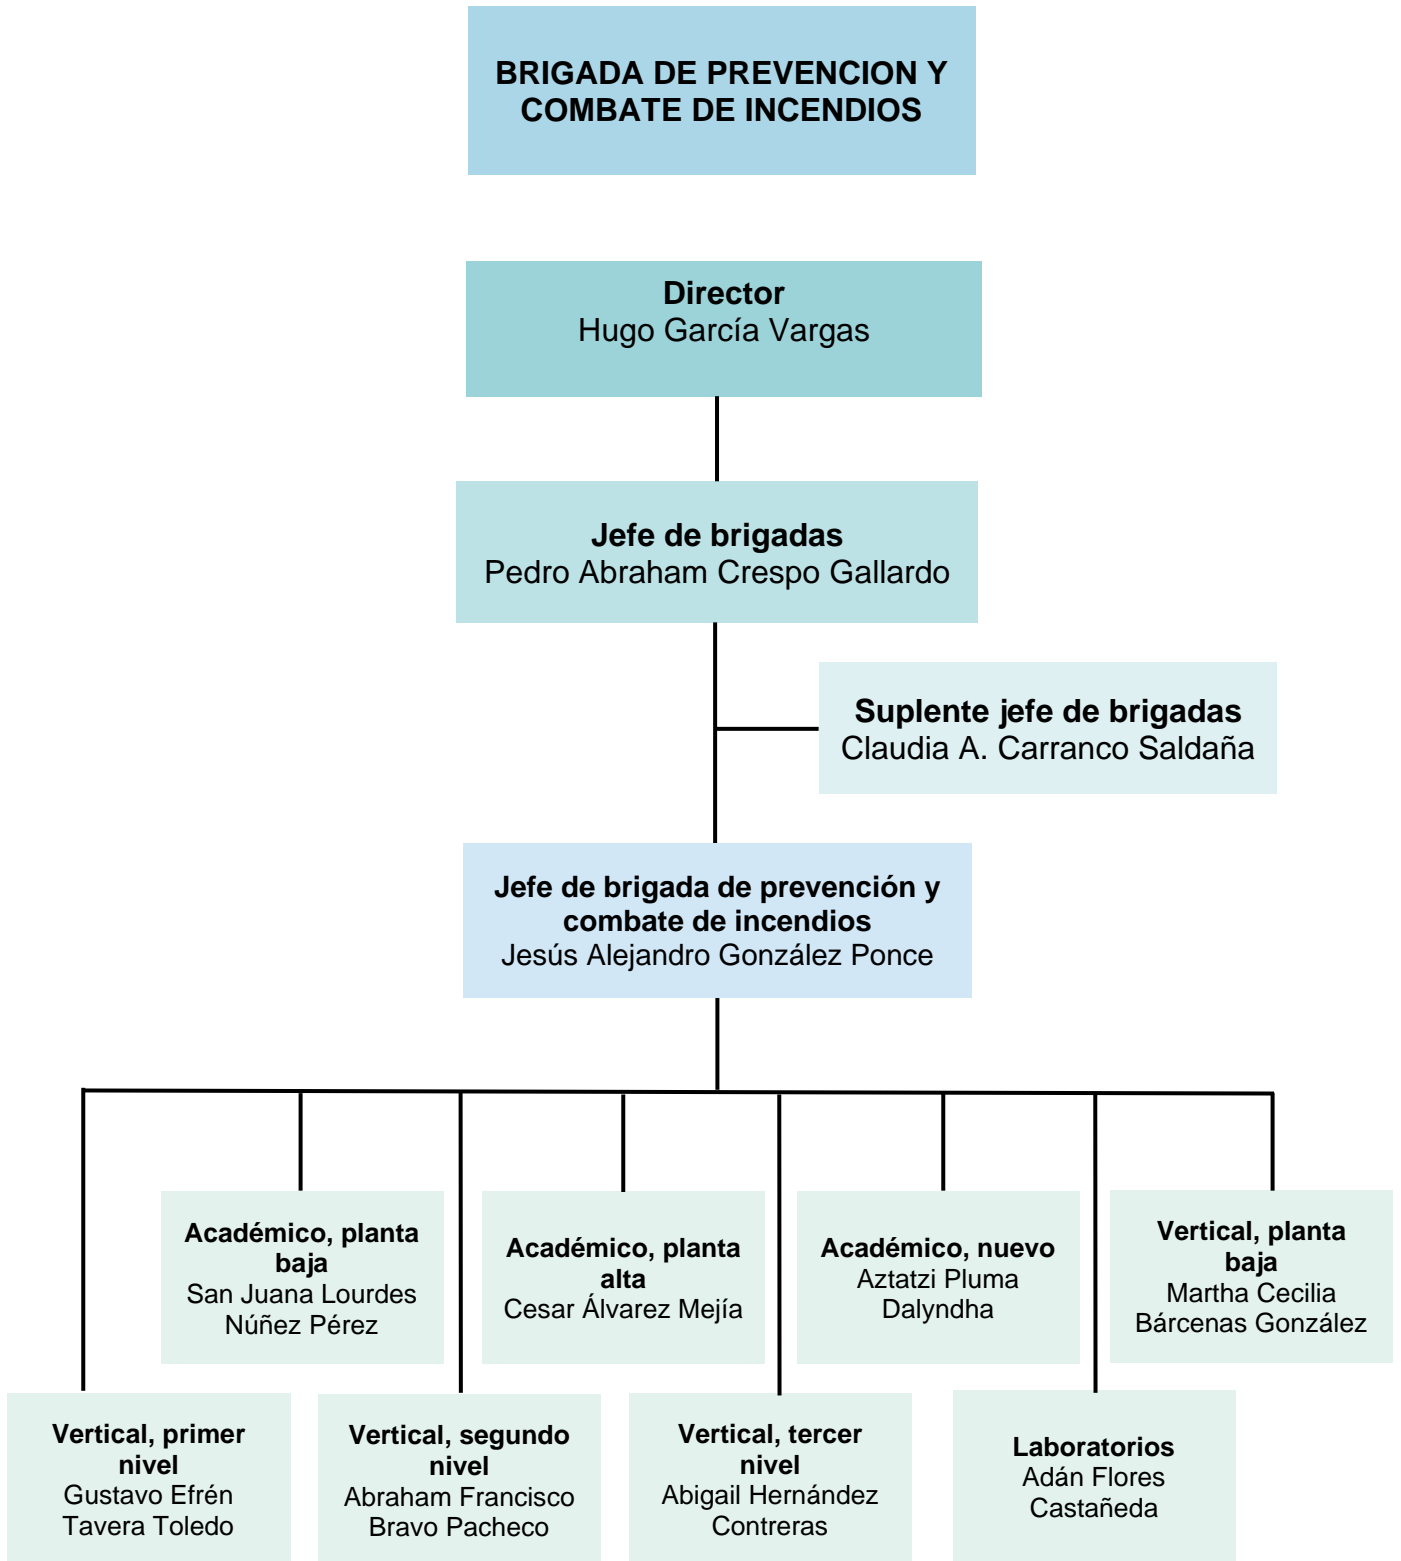 BRIGADA DE PREVENCION Y
COMBATE DE INCENDIOS
Director
Hugo García Vargas
Jefe de brigadas
Pedro Abraham Crespo Gallardo
Suplente jefe de brigadas
Claudia A. Carranco Saldaña
Jefe de brigada de prevención y
combate de incendios
Jesús Alejandro González Ponce
Académico, planta
baja
San Juana Lourdes
Núñez Pérez
Académico, planta
alta
Cesar Álvarez Mejía
Académico, nuevo
Aztatzi Pluma
Dalyndha
Vertical, planta
baja
Martha Cecilia
Bárcenas González
Vertical, primer
nivel
Gustavo Efrén
Tavera Toledo
Vertical, segundo
nivel
Abraham Francisco
Bravo Pacheco
Vertical, tercer
nivel
Abigail Hernández
Contreras
Laboratorios
Adán Flores
Castañeda